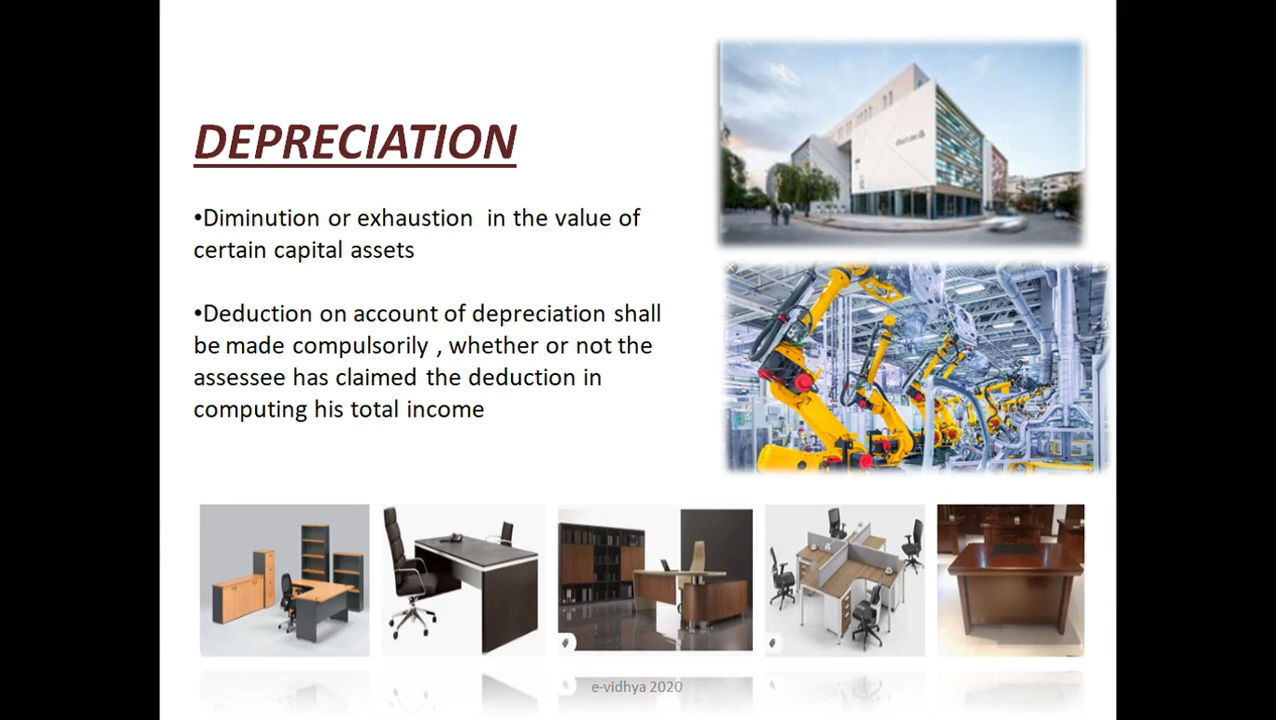 DEPRECIATION
•Diminution or exhaustion in the value of
certain capital assets
•Deduction on account of depreciation shall
be made compulsorily , whether or not the
assessee has claimed the deduction in
computing his total income
e-vidhya 2020